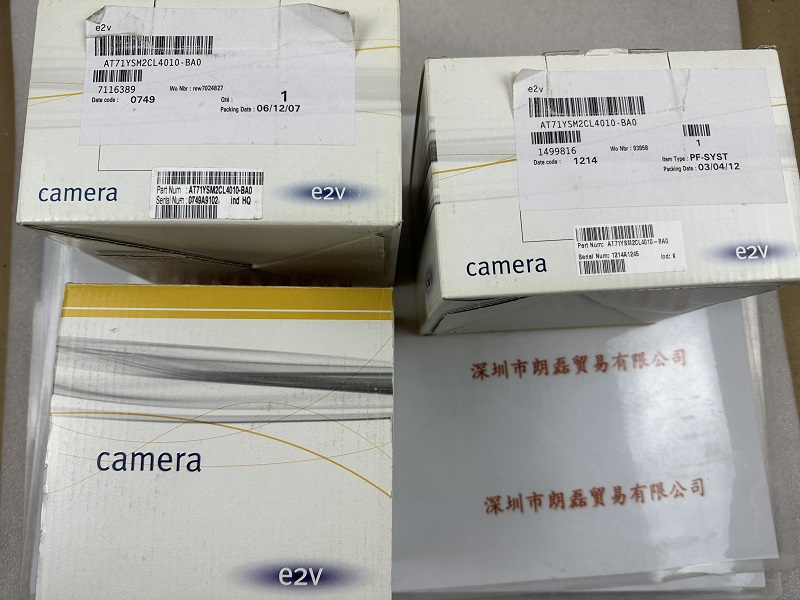 e2v
AT71YSM2CL4010-BA0
7116389
Wo Nbr : rew7024827
Date code : 0749
Qté : 1
Packing Date : 06/12/07
camera
Part Num : AT71YSM2CL4010-BA0
Serial Num : 0749A9102 Ind HQ
e2v
e2v
AT71YSM2CL4010-BA0
1499816
Wo Nbr : 93958
1
Date code : 1214
Item Type : PF-SYST
Packing Date : 03/04/12
camera
Part Num: AT71YSM2CL4010-BA0
Serial Num: 1214A1245 Ind: K
e2v
camera
e2v
深圳市朗磊贸易有限公司
深圳市朗磊贸易有限公司